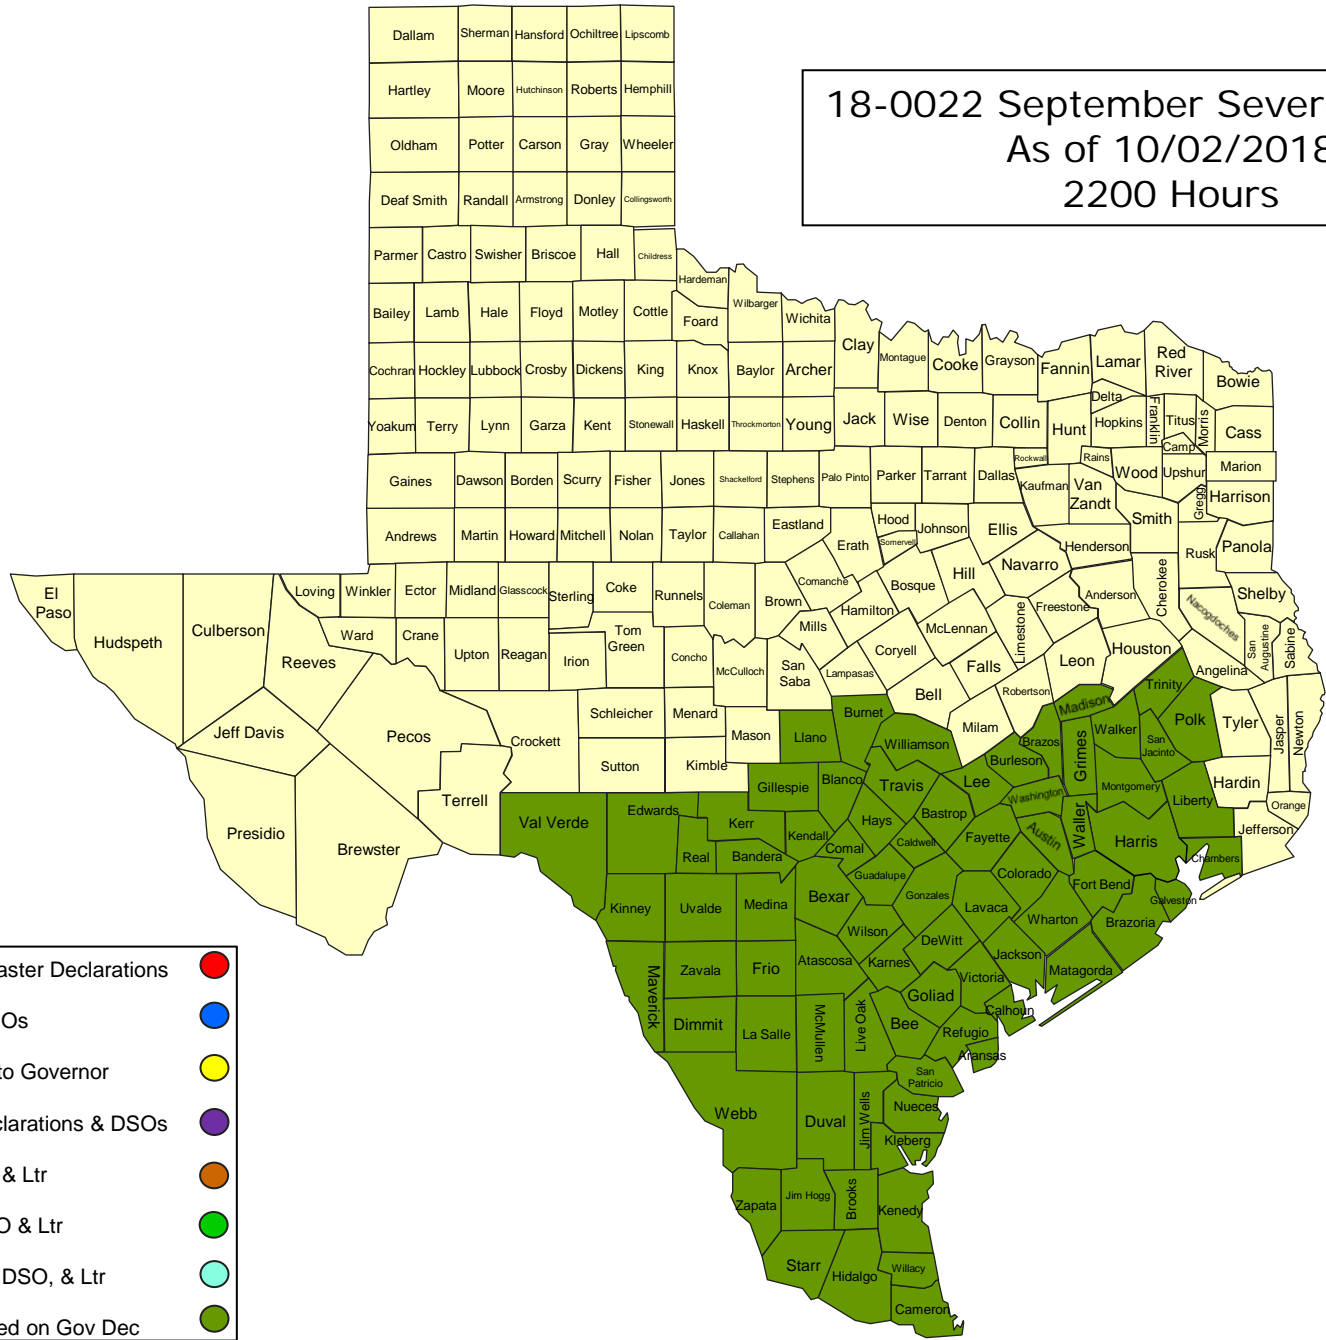 Dallam Sherman Hansford Ochiltree Lipscomb
Hartley Moore Hutchinson Roberts Hemphill
18-0022 September Sever
As of 10/02/2018
2200 Hours
Oldham Potter Carson Gray Wheeler
Deaf Smith Randall Armstrong Donley Collingsworth
Parmer Castro Swisher Briscoe Hall Childress
Hardeman
Bailey Lamb Hale Floyd Motley Cottle Foard Wilbarger Wichita
Clay Montague Cooke Grayson Fannin Lamar Red
River
Bowie
Cochran Hockley Lubbock Crosby Dickens King Knox Baylor Archer
Delta
Yoakum Terry Lynn Garza Kent Stonewall Haskell Throckmorton Young Jack Wise Denton Collin Hunt Hopkins Franklin Titus Morris Cass
Camp
Gaines Dawson Borden Scurry Fisher Jones Shackelford Stephens Palo Pinto Parker Tarrant Dallas Rockwall Kaufman Rains Wood Upshur Marion
Van
Zandt
Gregg Harrison
Andrews Martin Howard Mitchell Nolan Taylor Callahan Eastland Erath Hood Somervell Johnson Ellis Henderson Smith Rusk Panola
El
Paso
Hudspeth Culberson Loving Winkler Ector Midland Glasscock Sterling Coke Runnels Coleman Brown Comanche Hamilton Bosque Hill Navarro Freestone Anderson Cherokee Nacogdoches Shelby
Reeves Ward Crane Upton Reagan Irion Tom
Green
Concho McCulloch San
Saba
Mills Lampasas Coryell McLennan Limestone Falls Leon Houston Angelina San
Augustine
Sabine
Jeff Davis Pecos Crockett Schleicher Menard Mason Llano Burnet Bell Milam Robertson Madison Trinity Polk Tyler Jasper Newton
Presidio Brewster Terrell Sutton Kimble Gillespie Blanco Williamson Travis Lee Burleson Brazos Grimes Walker San
Jacinto
Hardin Orange
Val Verde Edwards Kerr Kendall Hays Bastrop Washington Montgomery Liberty Jefferson
Real Bandera Comal Caldwell Fayette Austin Waller Harris Chambers
Kinney Uvalde Medina Bexar Guadalupe Gonzales Lavaca Colorado Fort Bend Galveston
Maverick Zavala Frio Atascosa Wilson Karnes DeWitt Jackson Wharton Matagorda Brazoria
Dimmit La Salle McMullen Live Oak Bee Goliad Victoria Refugio Calhoun Aransas
San
Patricio
Webb Duval Jim Wells Nueces
Kleberg
Zapata Jim Hogg Brooks Kenedy
Starr Hidalgo Willacy
Cameron
aster Declarations
Os
to Governor
clarations & DSOs
& Ltr
O & Ltr
DSO, & Ltr
ed on Gov Dec